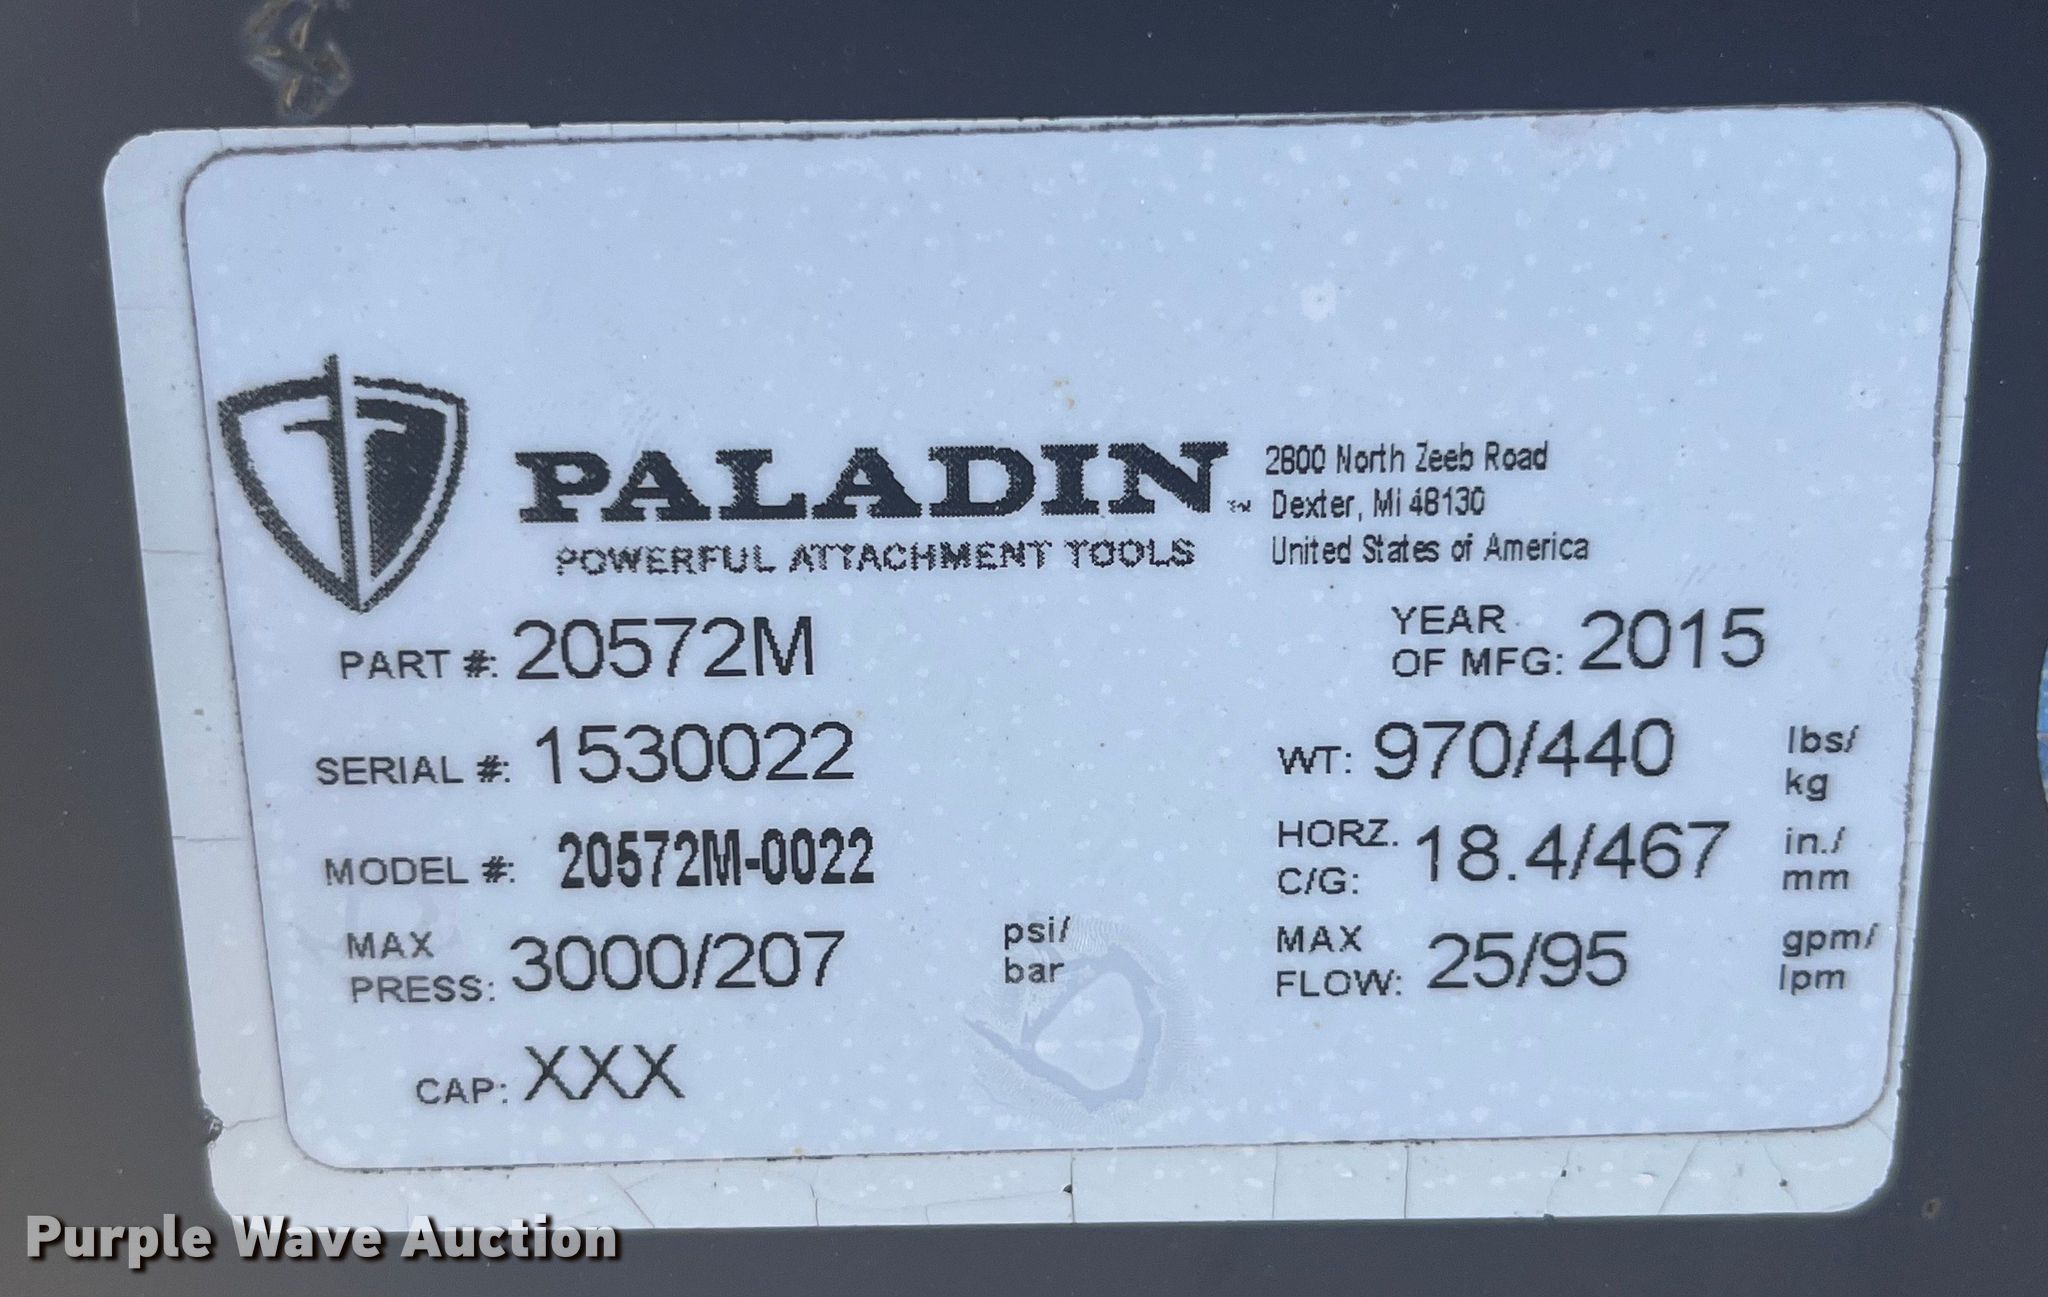 PALADIN™
POWERFUL ATTACHMENT TOOLS
2800 North Zeeb Road
Dexter, Mi 48130
United States of America
PART #: 20572M
YEAR OF MFG: 2015
SERIAL #: 1530022
WT: 970/440 lbs/ kg
MODEL #: 20572M-0022
HORZ. C/G: 18.4/467 in./ mm
MAX PRESS: 3000/207 psi/ bar
MAX FLOW: 25/95 gpm/ lpm
CAP: XXX
Purple Wave Auction